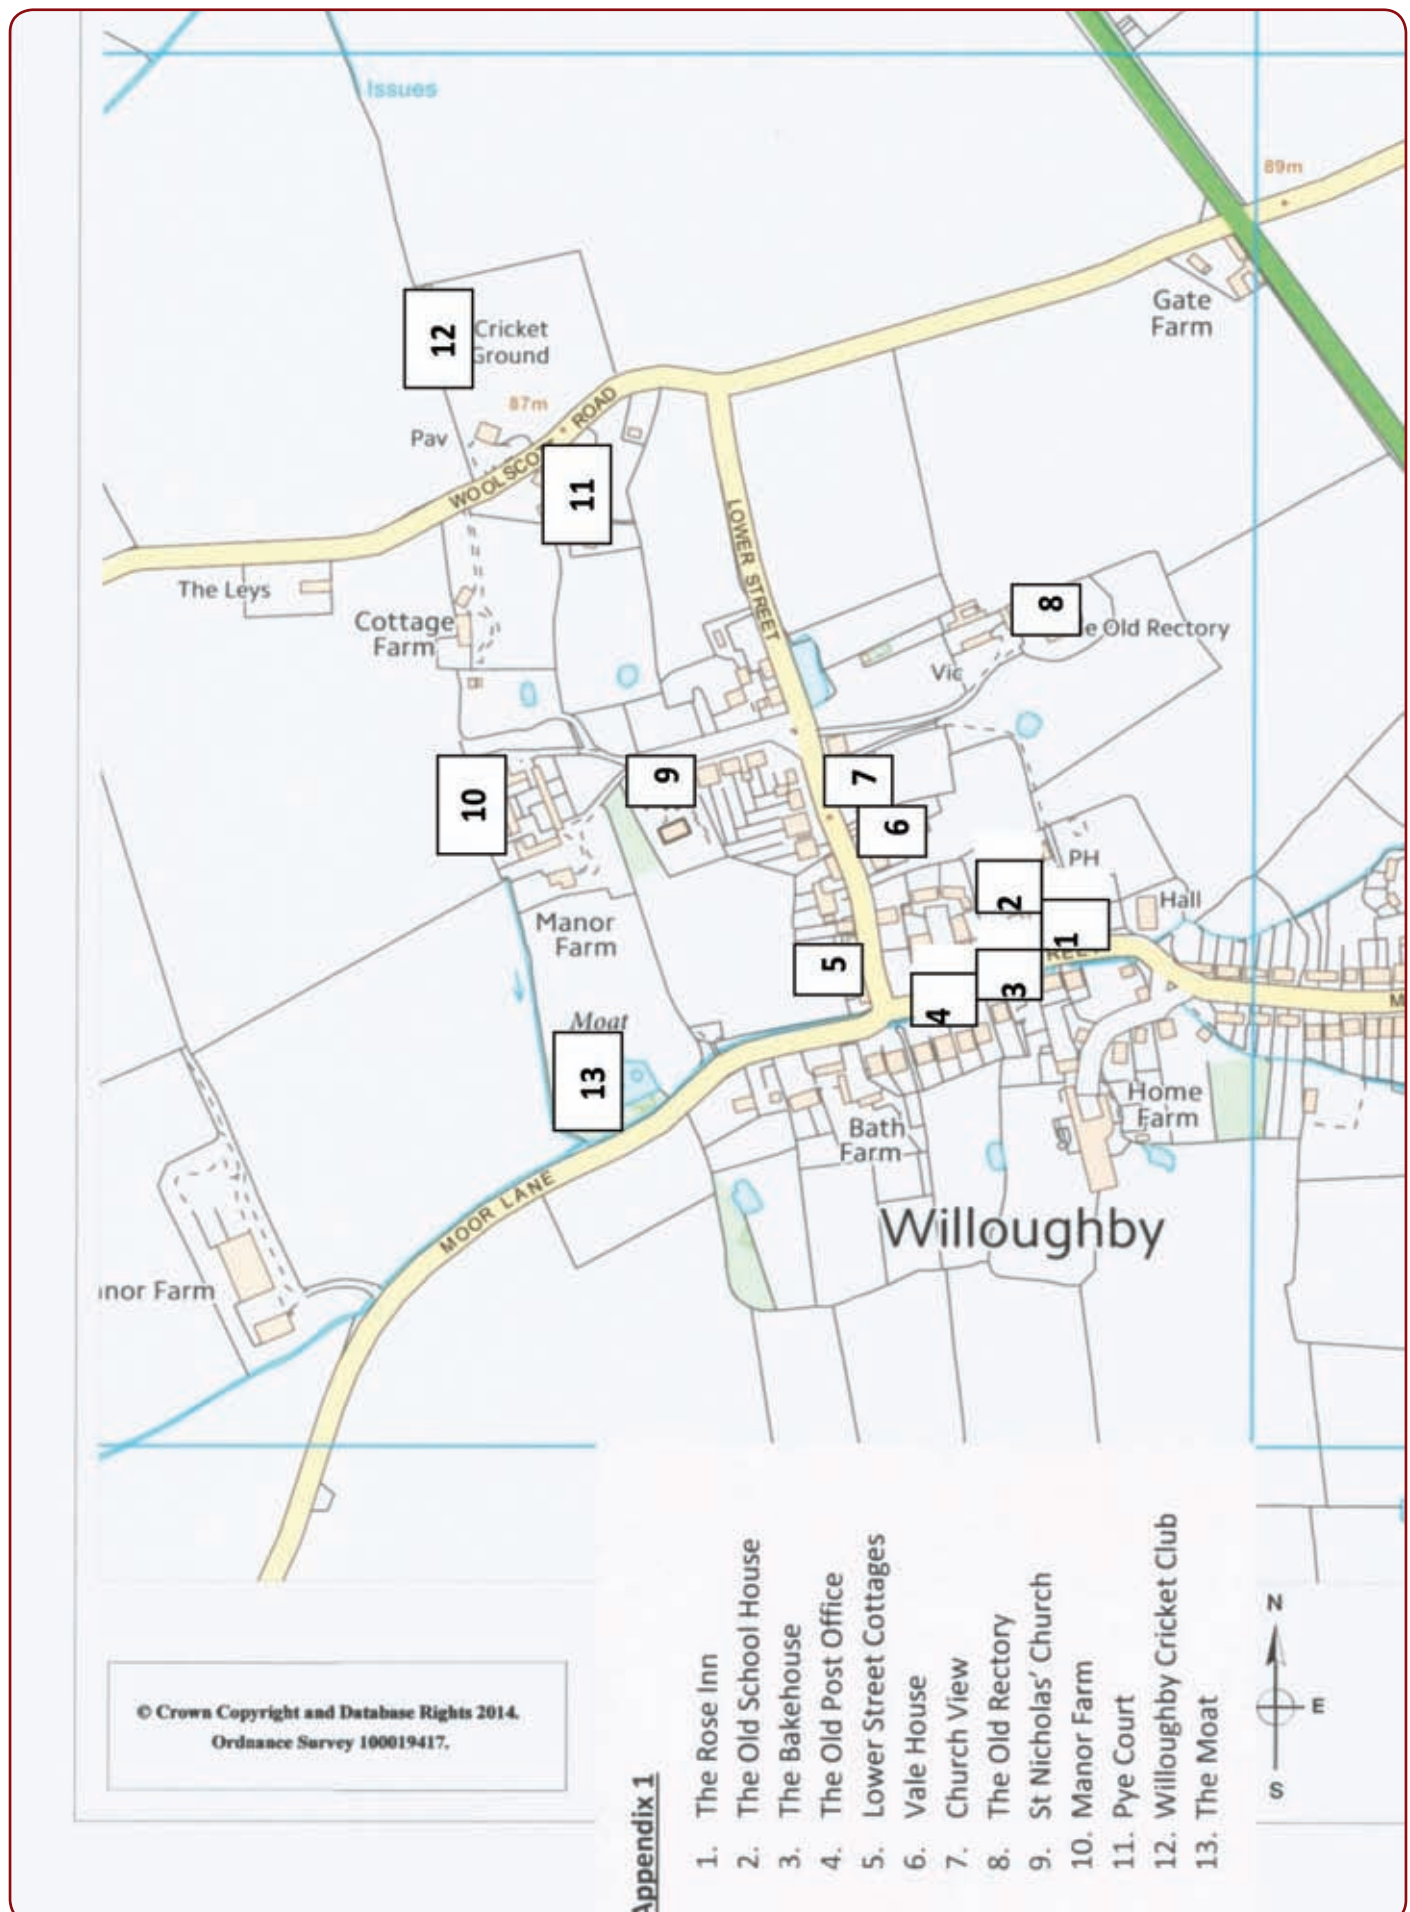 Issues
89m
12
Cricket
Ground
Gate
Farm
87m
Pav
WOOLSCOTT ROAD
11
LOWER STREET
The Leys
Cottage
Farm
8
Old Rectory
Vic
10
9
7
6
PH
2
Hall
1
Manor
Farm
5
3
4
Moat
13
M
Home
Farm
Bath
Farm
MOOR LANE
Willoughby
nor Farm
© Crown Copyright and Database Rights 2014.
Ordnance Survey 100019417.
Appendix 1
1. The Rose Inn
2. The Old School House
3. The Bakehouse
4. The Old Post Office
5. Lower Street Cottages
6. Vale House
7. Church View
8. The Old Rectory
9. St Nicholas' Church
10. Manor Farm
11. Pye Court
12. Willoughby Cricket Club
13. The Moat
N
E
S